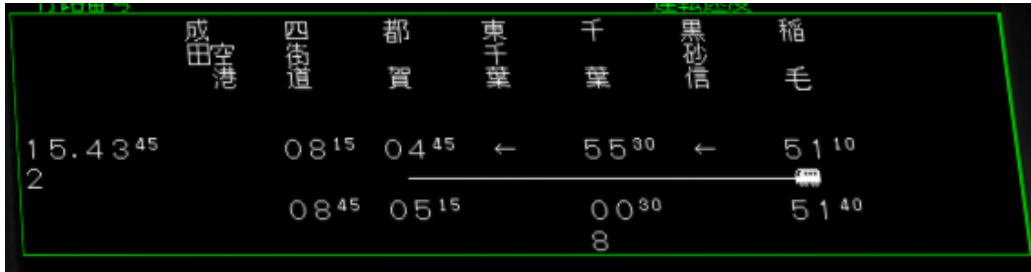 成田空港 四街道 都賀 東千葉 千葉 黒砂信 稲毛
15.43⁴⁵ 08¹⁵ 04⁴⁵ ← 55³⁰ ← 51¹⁰
2
08⁴⁵ 05¹⁵ 00³⁰ 51⁴⁰
8